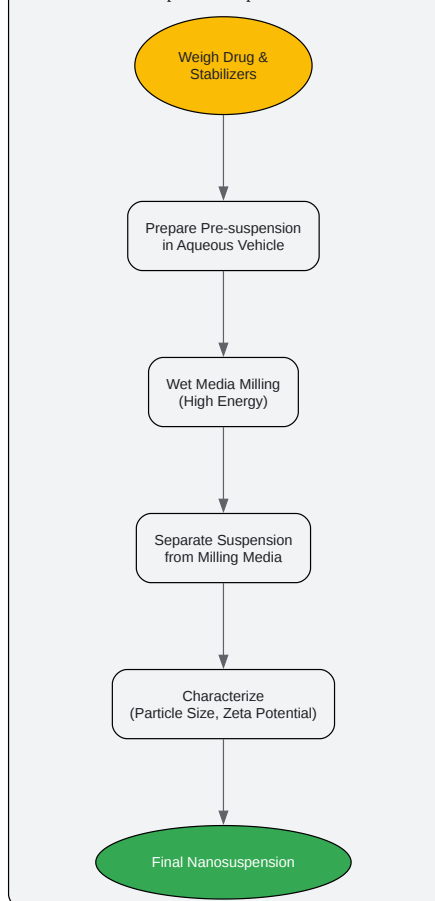 Weigh Drug &
Stabilizers
Prepare Pre-suspension
in Aqueous Vehicle
Wet Media Milling
(High Energy)
Separate Suspension
from Milling Media
Characterize
(Particle Size, Zeta Potential)
Final Nanosuspension